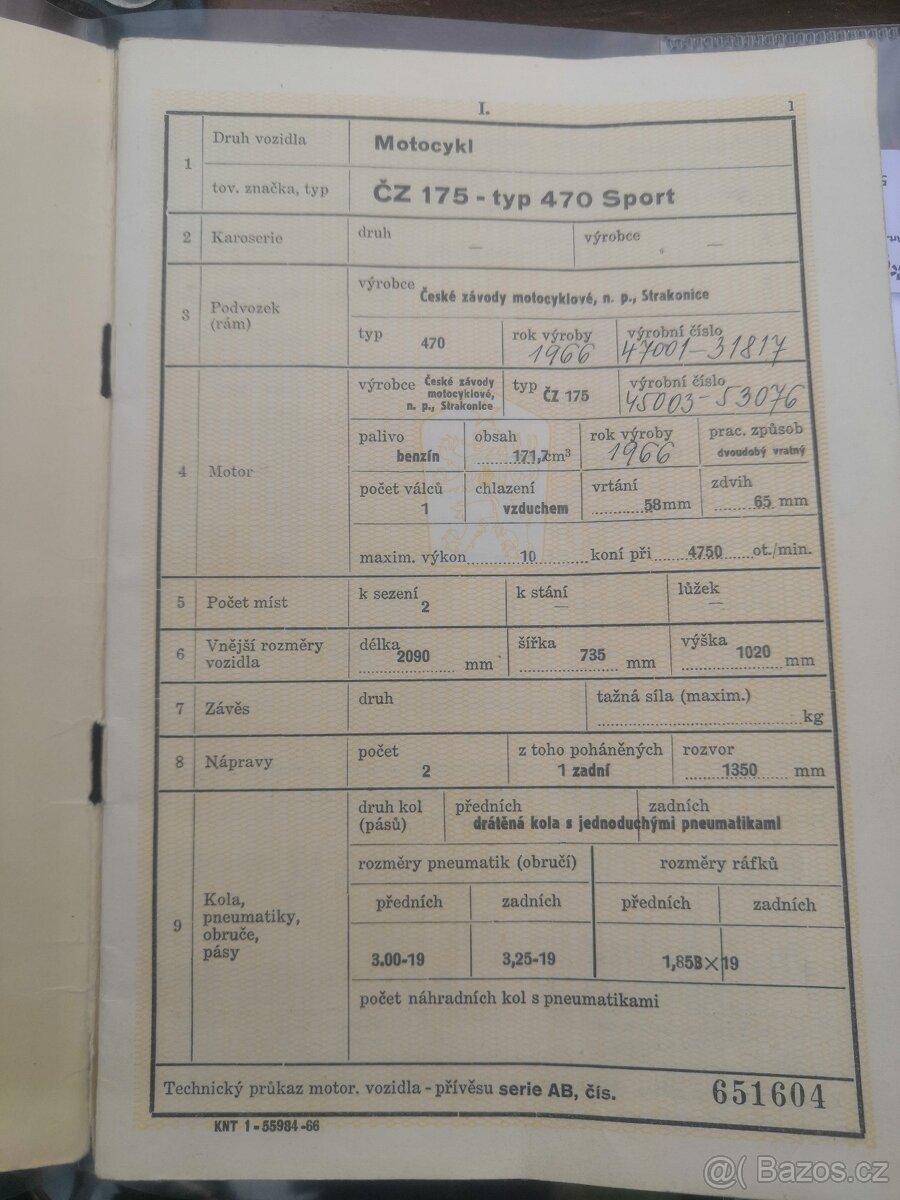 I.
1
1
Druh vozidla
Motocykl
tov. značka, typ
ČZ 175 - typ 470 Sport
2
Karoserie
druh
—
výrobce
—
3
Podvozek
(rám)
výrobce
České závody motocyklové, n. p., Strakonice
typ
470
rok výroby
1966
výrobní číslo
47001-31817
4
Motor
výrobce České závody
motocyklové,
n. p., Strakonice
typ
ČZ 175
výrobní číslo
45003-53076
palivo
benzín
obsah
171,7 cm³
rok výroby
1966
prac. způsob
dvoudobý vratný
počet válců
1
chlazení
vzduchem
vrtání
58 mm
zdvih
65 mm
maxim. výkon 10 koní při 4750 ot./min.
5
Počet míst
k sezení
2
k stání
—
lůžek
—
6
Vnější rozměry
vozidla
délka
2090 mm
šířka
735 mm
výška
1020 mm
7
Závěs
druh
tažná síla (maxim.)
kg
8
Nápravy
počet
2
z toho poháněných
1 zadní
rozvor
1350 mm
9
Kola,
pneumatiky,
obruče,
pásy
druh kol
(pásů)
předních
zadních
drátěná kola s jednoduchými pneumatikami
rozměry pneumatik (obručí)
rozměry ráfků
předních
zadních
předních
zadních
3.00-19
3,25-19
1,85B×19
počet náhradních kol s pneumatikami
Technický průkaz motor. vozidla - přívěsu serie AB, čís.
651604
KNT 1 - 55984 -66
@ Bazos.cz